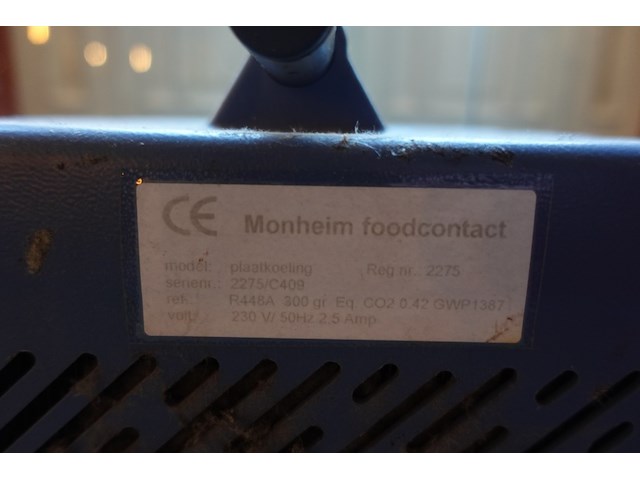 CE Monheim foodcontact
model: plaatkoeling Reg nr.: 2275
serienr.: 2275/C409
ref.: R448A 300 gr. Eq. CO2 0.42 GWP1387
volt.: 230 V/ 50Hz 2.5 Amp